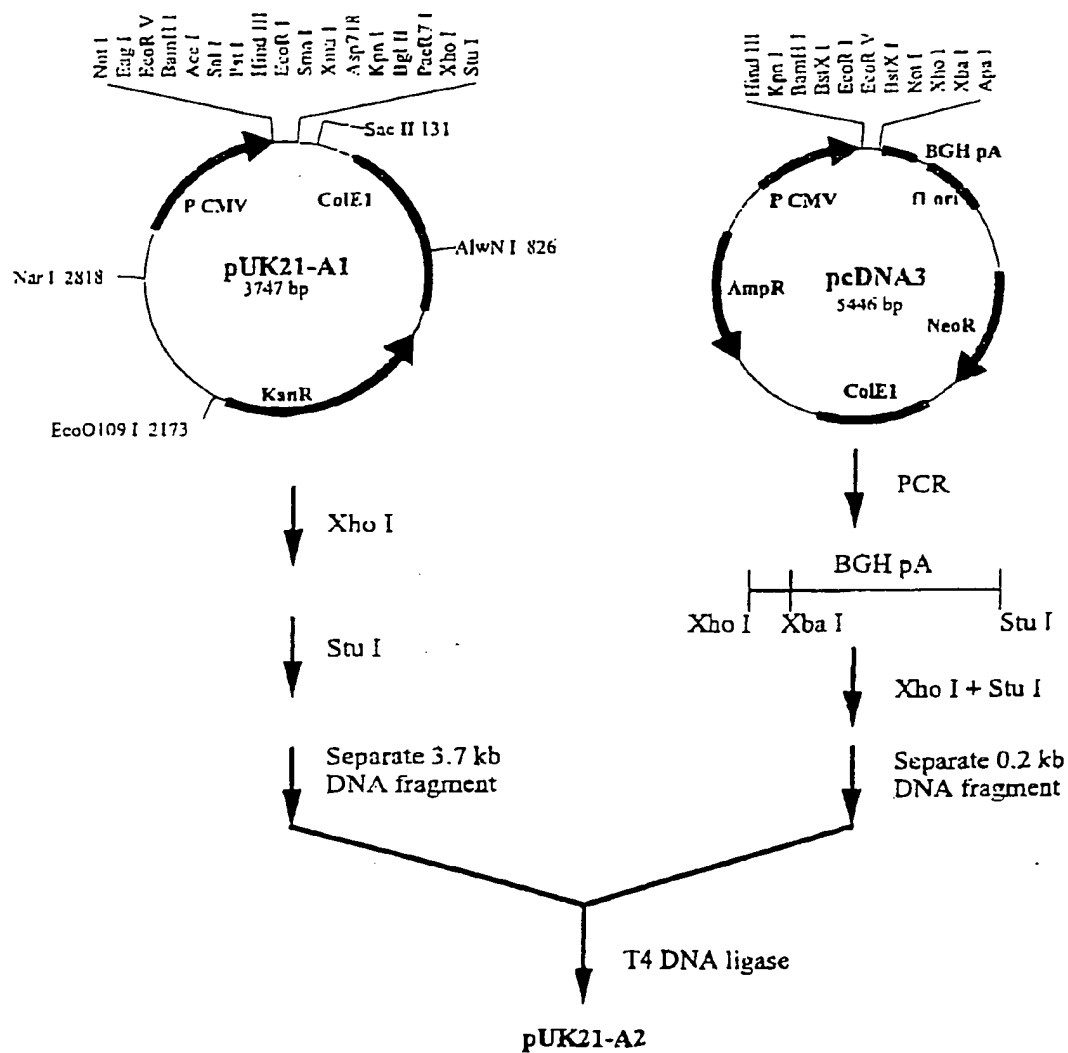 Not I
Eag I
EcoR V
BamH I
Acc I
Sal I
Pst I
Hind III
EcoR I
Sma I
Xma I
Asp718
Kpn I
Bgl II
PaeR7 I
Xho I
Stu I
Sac II 131
P CMV
ColE1
AlwN I 826
pUK21-A1
3747 bp
Nar I 2818
KanR
EcoO109 I 2173
Hind III
Kpn I
BamH I
BstX I
EcoR I
EcoR V
BstX I
Not I
Xho I
Xba I
Apa I
BGH pA
P CMV
f1 ori
pcDNA3
5446 bp
AmpR
NeoR
ColE1
Xho I
Stu I
Separate 3.7 kb
DNA fragment
PCR
BGH pA
Xho I
Xba I
Stu I
Xho I + Stu I
Separate 0.2 kb
DNA fragment
T4 DNA ligase
pUK21-A2